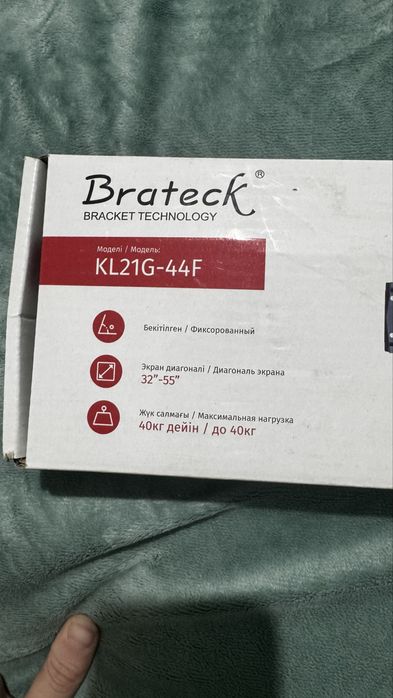 Brateck®
BRACKET TECHNOLOGY
Моделі / Модель:
KL21G-44F
Бекітілген / Фиксированный
Экран диагоналі / Диагональ экрана
32”-55”
Жүк салмағы / Максимальная нагрузка
40кг дейін / до 40кг